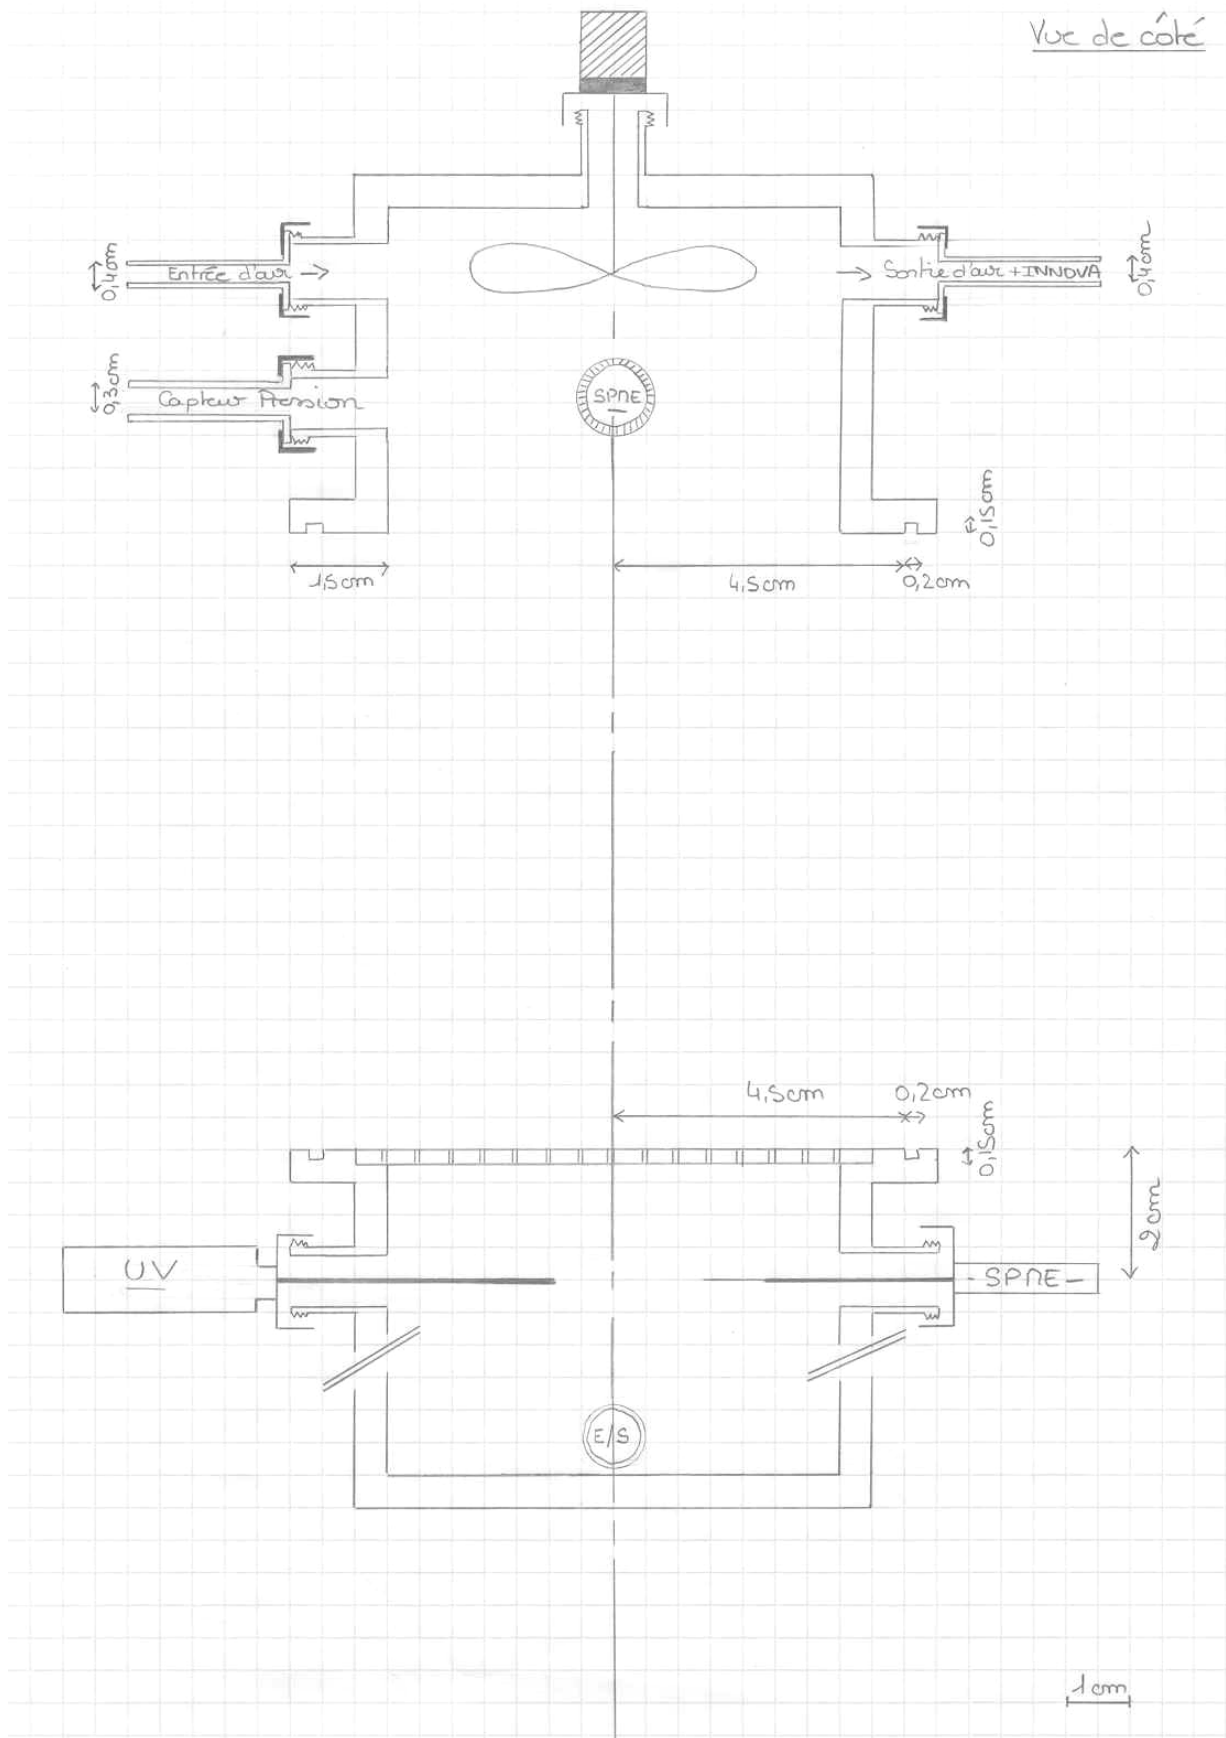 Vue de côté
0,4cm
Entrée d'air →
→ Sortie d'air + INNOVA
0,4cm
0,3cm
Capteur Pression
SPME
0,15cm
1,5cm
4,5cm
0,2cm
4,5cm
0,2cm
0,15cm
2cm
UV
- SPME -
E/S
1cm